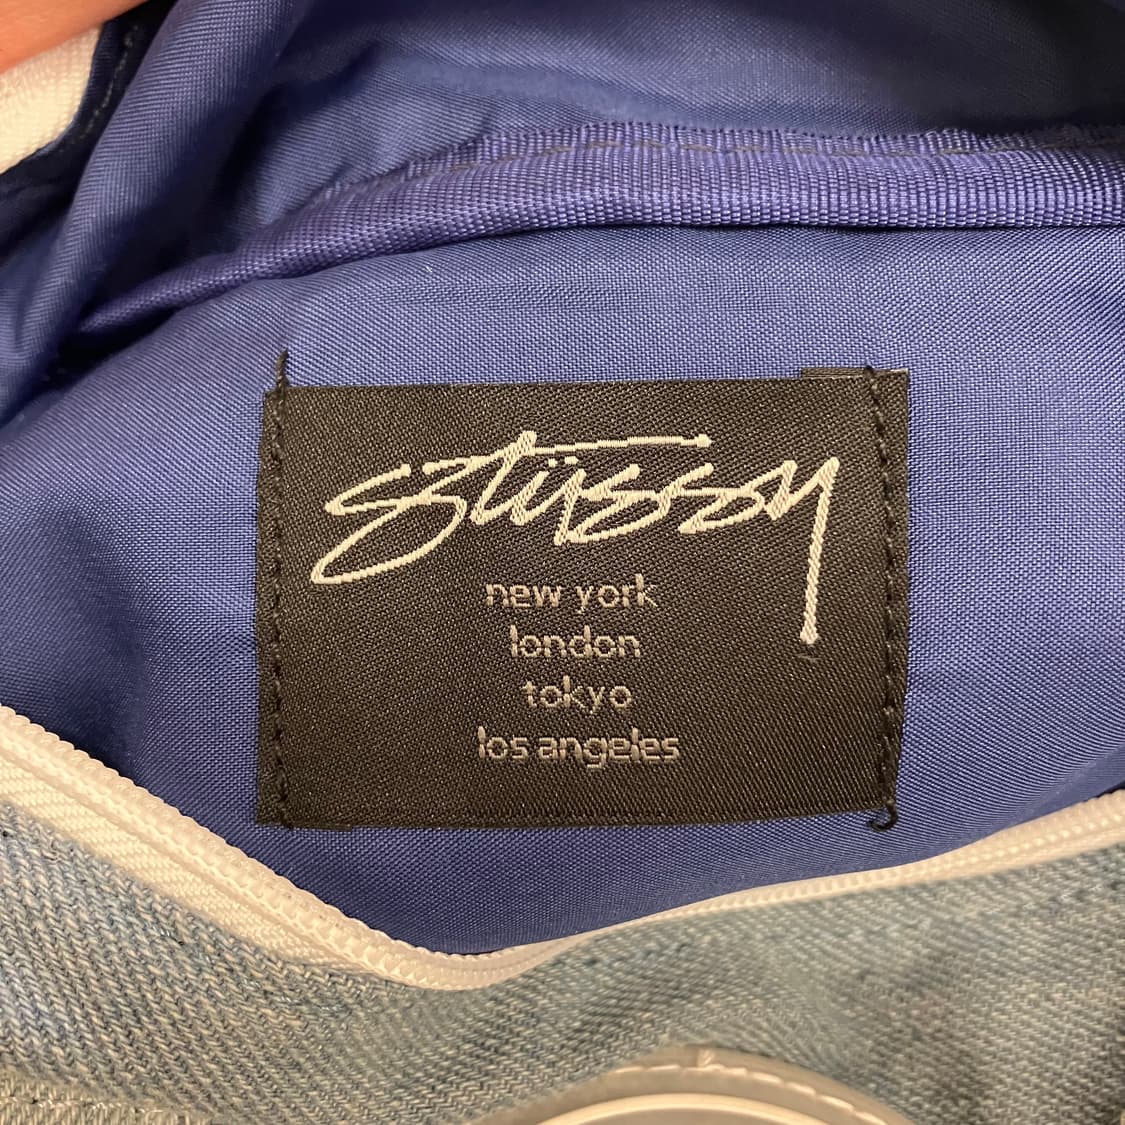 stüssy
new york
london
tokyo
los angeles